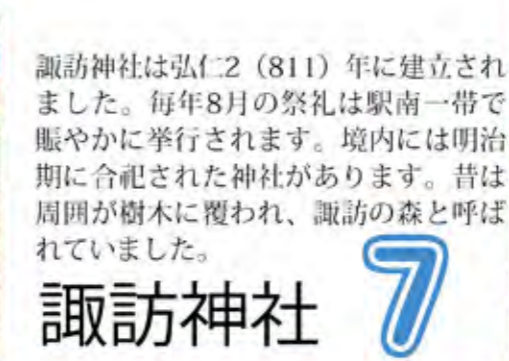 諏訪神社は弘仁2（811）年に建立され
ました。毎年8月の祭礼は駅南一帯で
賑やかに挙行されます。境内には明治
期に合祀された神社があります。昔は
周囲が樹木に覆われ、諏訪の森と呼ば
れていました。
諏訪神社 7